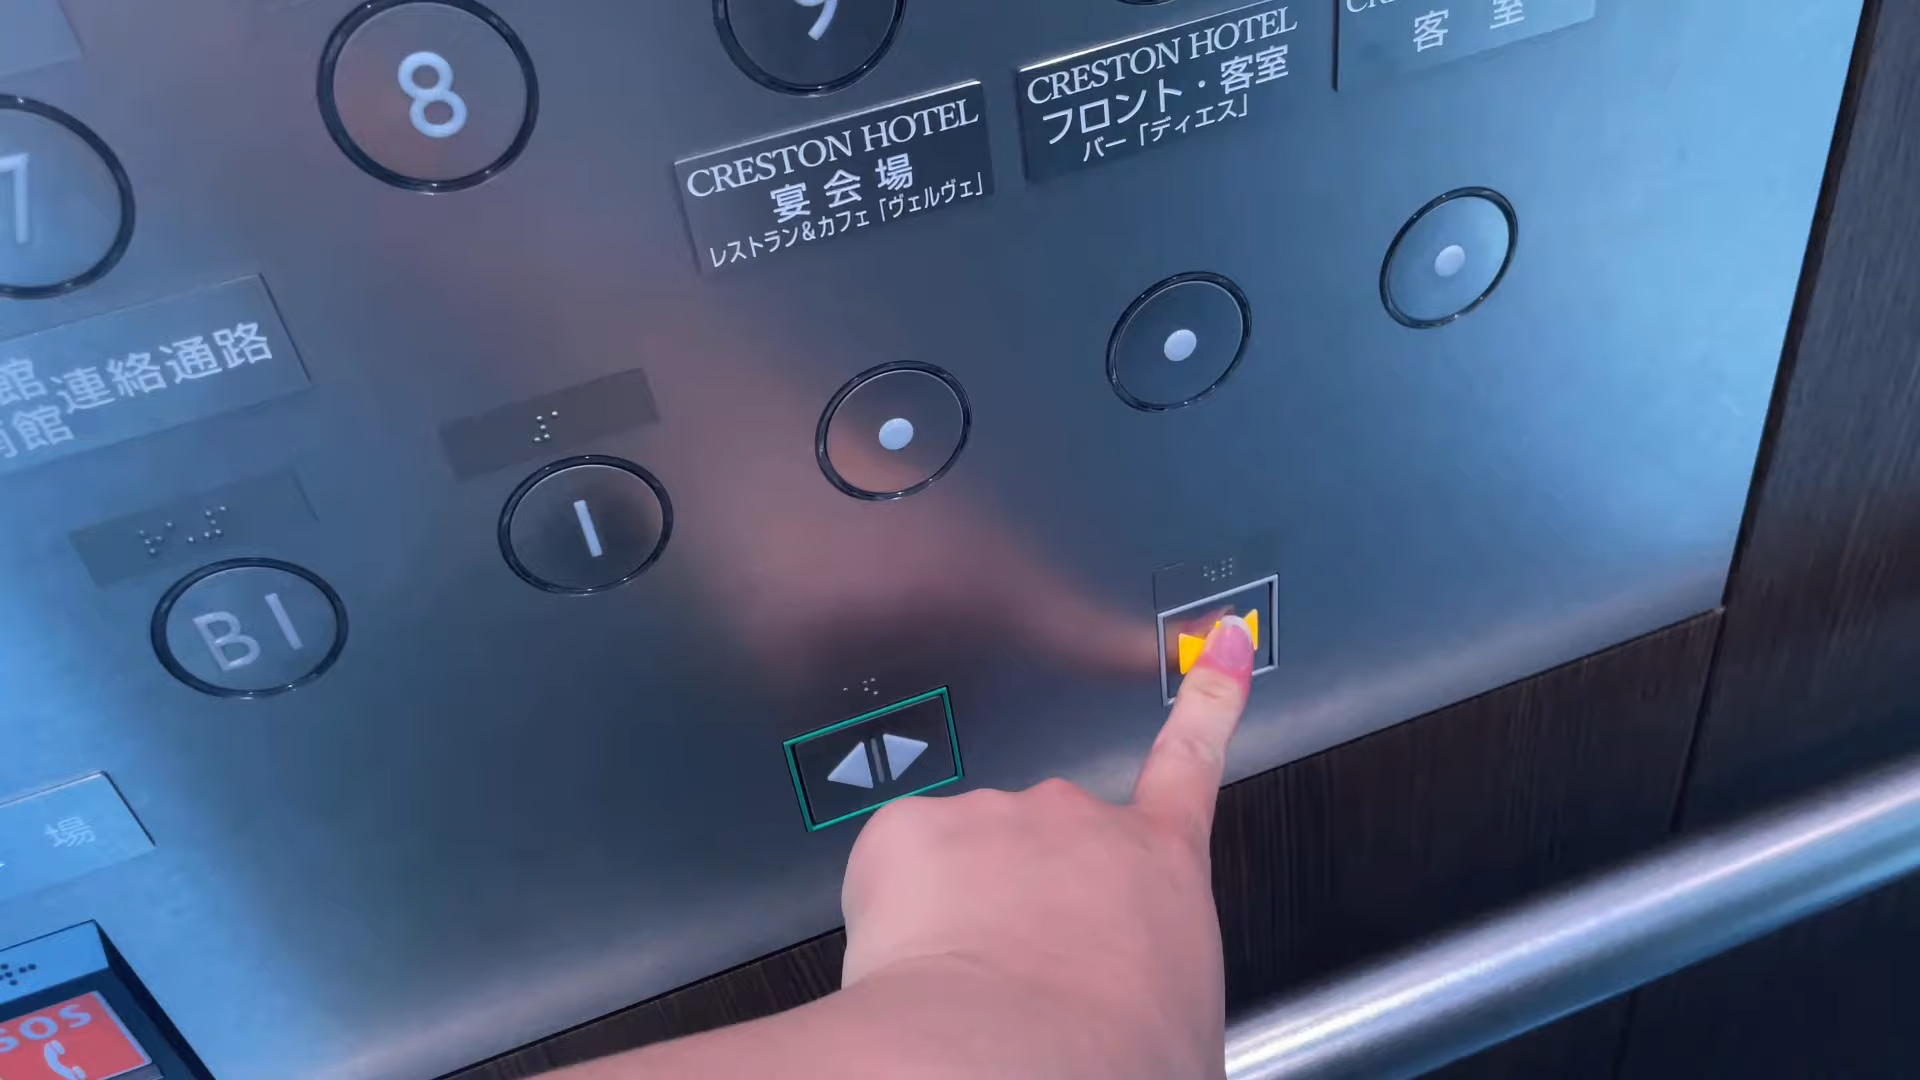 7
8
9
CRESTON HOTEL
宴会場
レストラン&カフェ「ヴェルヴェ」
CRESTON HOTEL
フロント・客室
バー「ディエス」
客室
館
連絡通路
館
B1
1
場
SOS